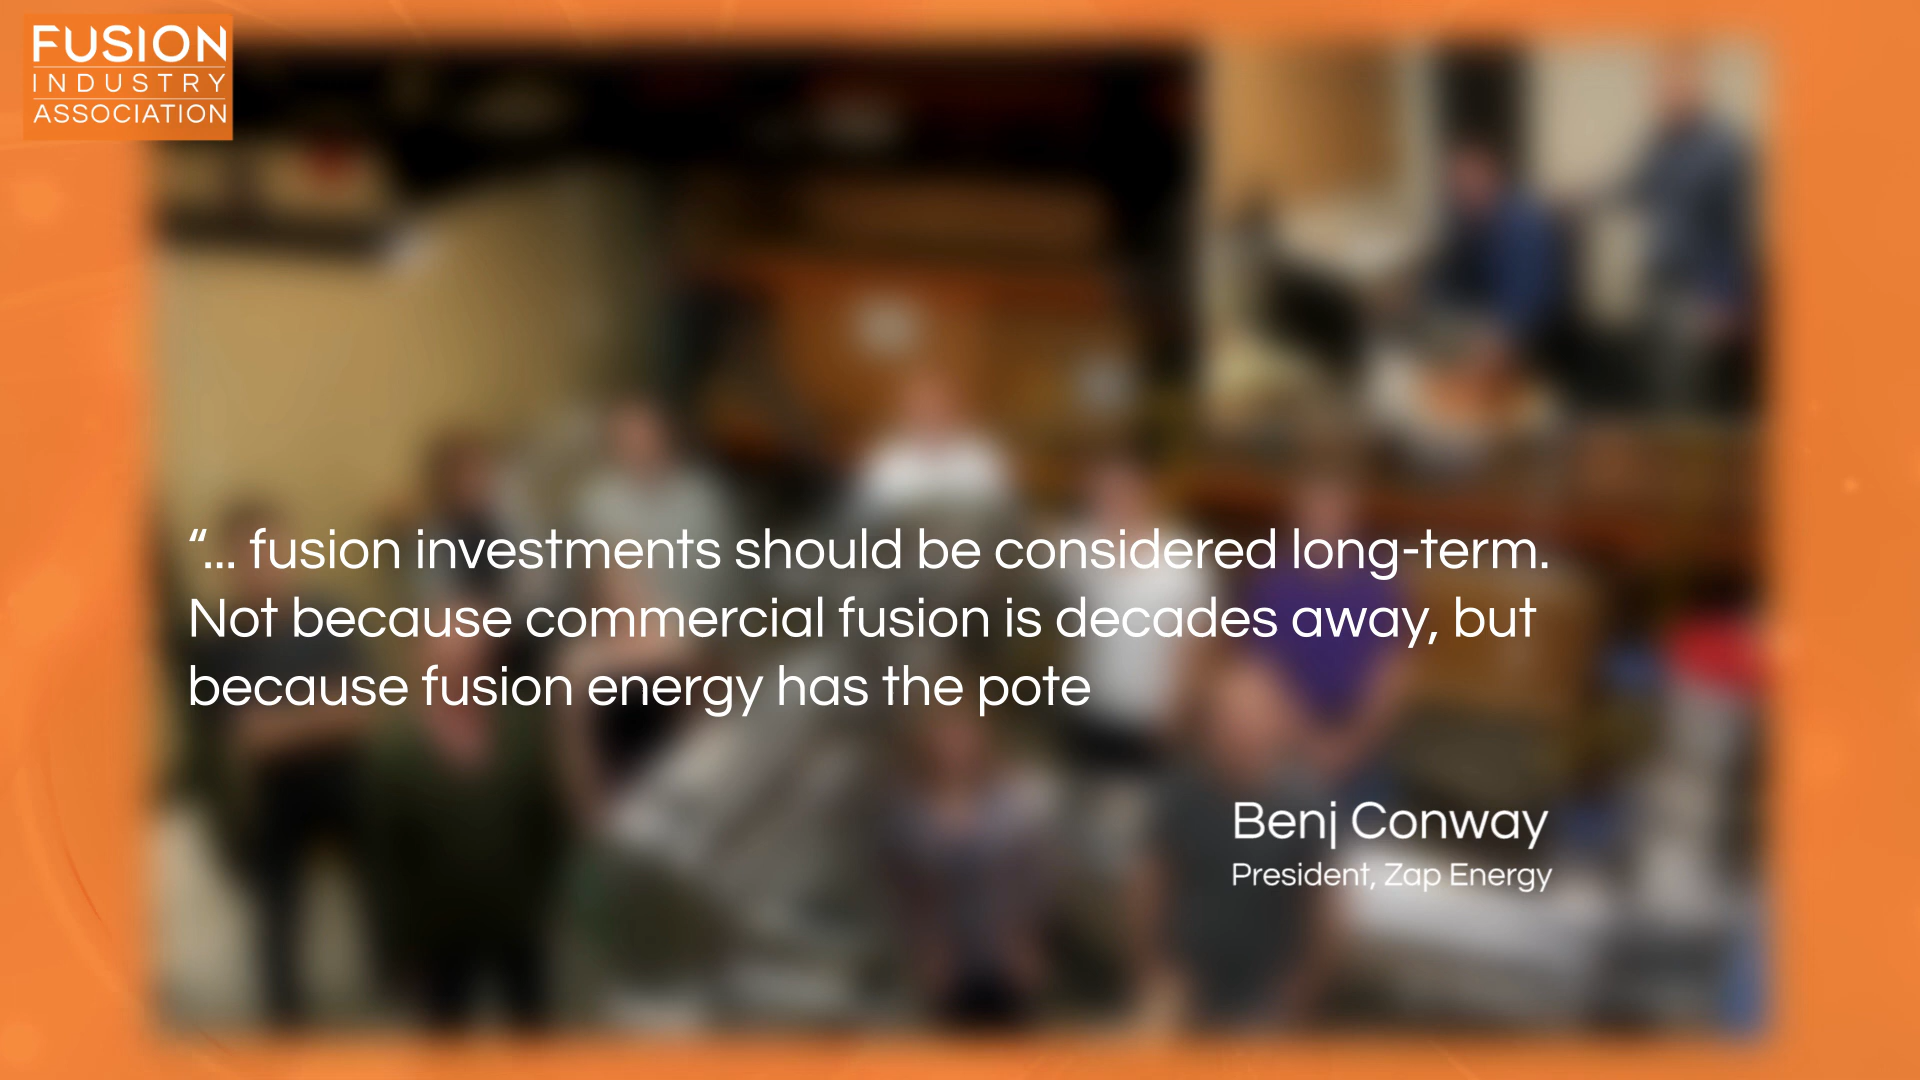 FUSION
INDUSTRY
ASSOCIATION
“... fusion investments should be considered long-term.
Not because commercial fusion is decades away, but
because fusion energy has the pote
Benj Conway
President, Zap Energy